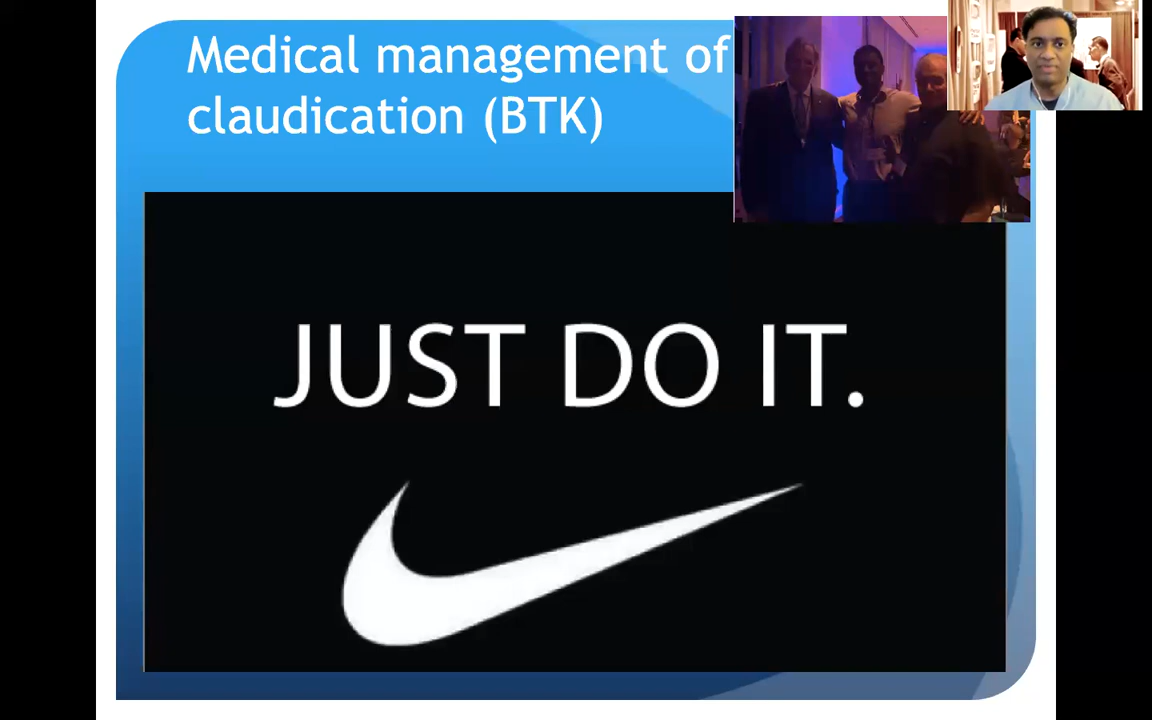 Medical management of
claudication (BTK)
JUST DO IT.